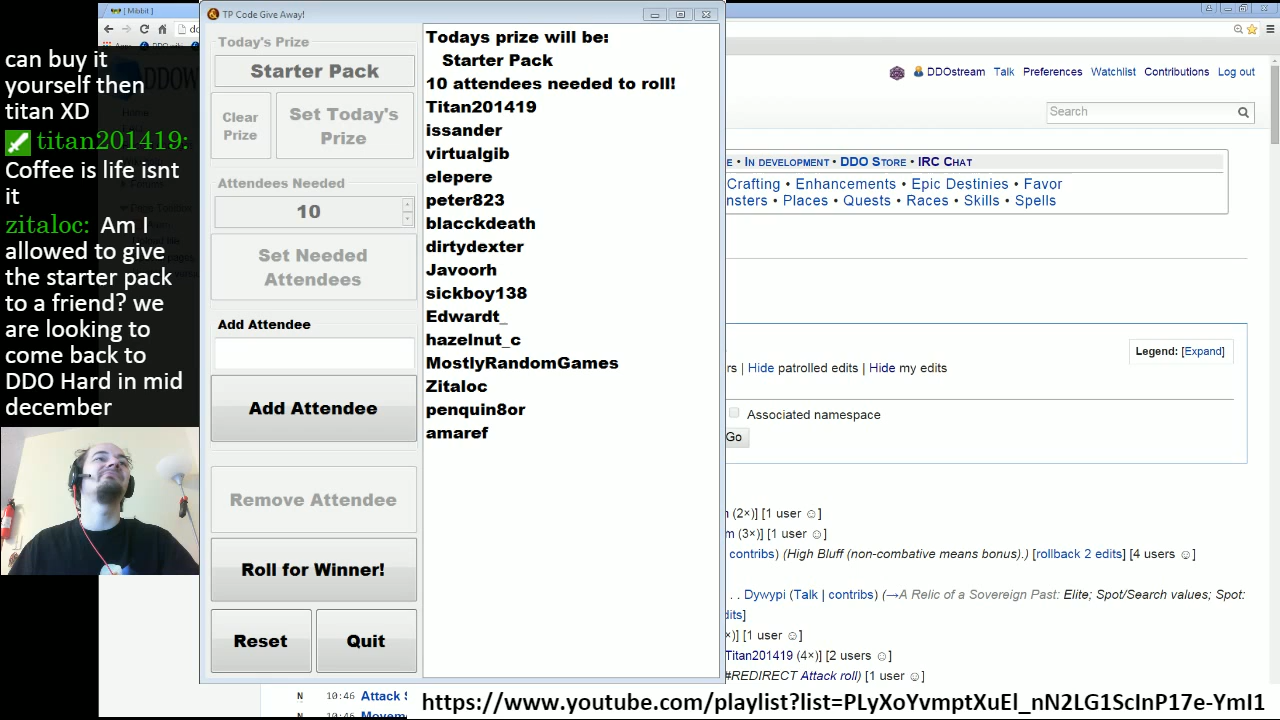 [ Mibbit ]
can buy it
yourself then
titan XD
titan201419:
Coffee is life isnt
it
zitaloc: Am I
allowed to give
the starter pack
to a friend? we
are looking to
come back to
DDO Hard in mid
december
TP Code Give Away!
Today's Prize
Starter Pack
Clear
Prize
Set Today's
Prize
Attendees Needed
10
Set Needed
Attendees
Add Attendee
Add Attendee
Remove Attendee
Roll for Winner!
Reset
Quit
Todays prize will be:
Starter Pack
10 attendees needed to roll!
Titan201419
issander
virtualgib
elepere
peter823
blacckdeath
dirtydexter
Javoorh
sickboy138
Edwardt_
hazelnut_c
MostlyRandomGames
Zitaloc
penquin8or
amaref
DDOstream Talk Preferences Watchlist Contributions Log out
Search
• In development • DDO Store • IRC Chat
Crafting • Enhancements • Epic Destinies • Favor
• Places • Quests • Races • Skills • Spells
Legend: [Expand]
| Hide patrolled edits | Hide my edits
Associated namespace
Go
(2×)] [1 user ☺]
(3×)] [1 user ☺]
contribs) (High Bluff (non-combative means bonus).) [rollback 2 edits] [4 users ☺]
. . Dywypi (Talk | contribs) (→A Relic of a Sovereign Past: Elite; Spot/Search values; Spot:
[1 user ☺]
Titan201419 (4×)] [2 users ☺]
#REDIRECT Attack roll) [1 user ☺]
N 10:46 Attack
N 10:46
https://www.youtube.com/playlist?list=PLyXoYvmptXuEl_nN2LG1ScInP17e-YmI1